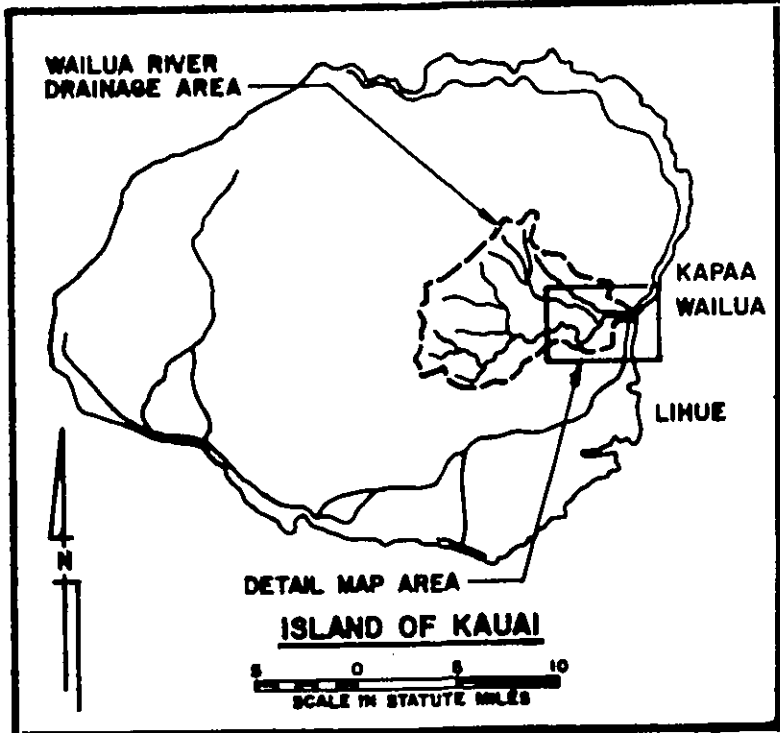 WAILUA RIVER
DRAINAGE AREA
KAPAA
WAILUA
LIHUE
N
DETAIL MAP AREA
ISLAND OF KAUAI
5 0 5 10
SCALE IN STATUTE MILES